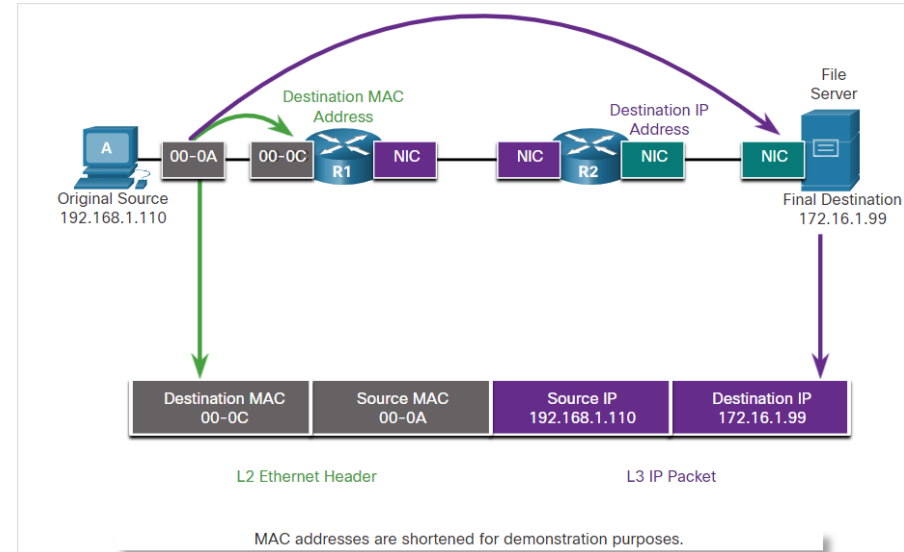 File
Server
Destination MAC
Address
Destination IP
Address
A
00-0A
00-0C
R1
NIC
NIC
R2
NIC
NIC
Original Source
192.168.1.110
Final Destination
172.16.1.99
Destination MAC
00-0C
Source MAC
00-0A
Source IP
192.168.1.110
Destination IP
172.16.1.99
L2 Ethernet Header
L3 IP Packet
MAC addresses are shortened for demonstration purposes.